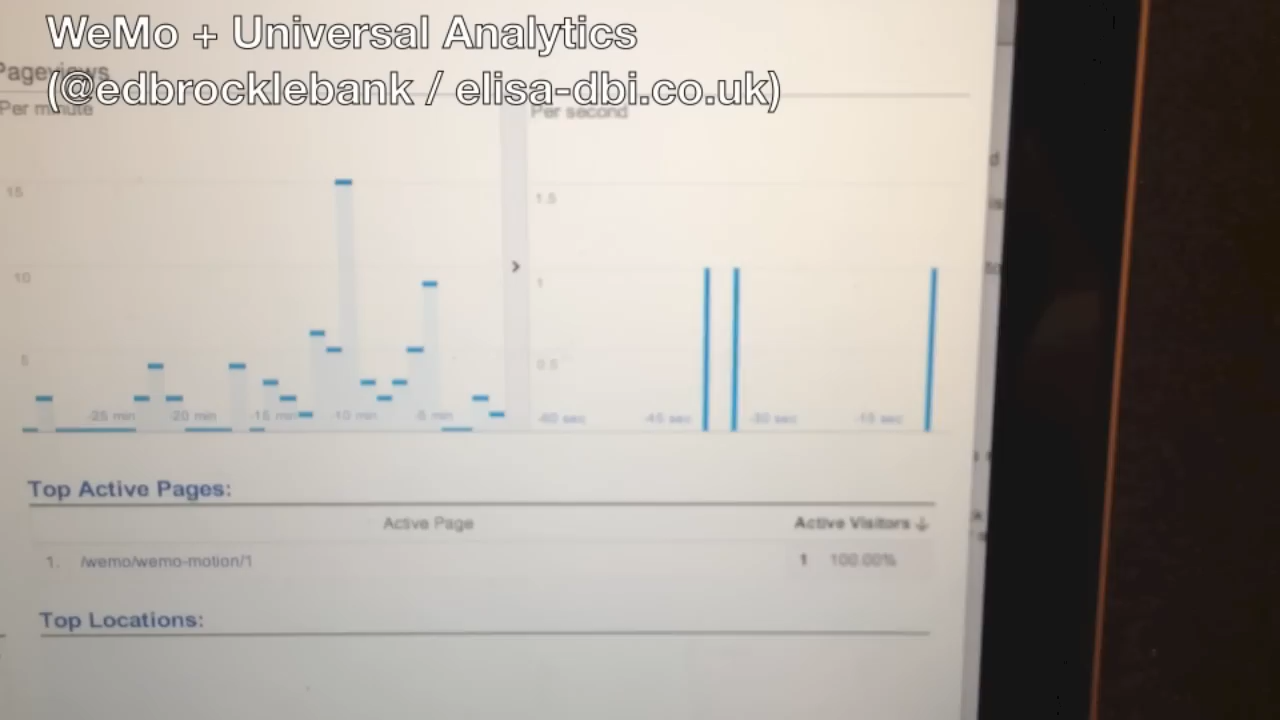 WeMo + Universal Analytics
(@edbrocklebank / elisa-dbi.co.uk)
Pageviews
Per minute
Per second
15
10
5
1.5
1
0.5
-25 min
-20 min
-15 min
-10 min
-5 min
-60 sec
-45 sec
-30 sec
-15 sec
Top Active Pages:
Active Page
Active Visitors
1. /wemo/wemo-motion/1
1 100.00%
Top Locations: